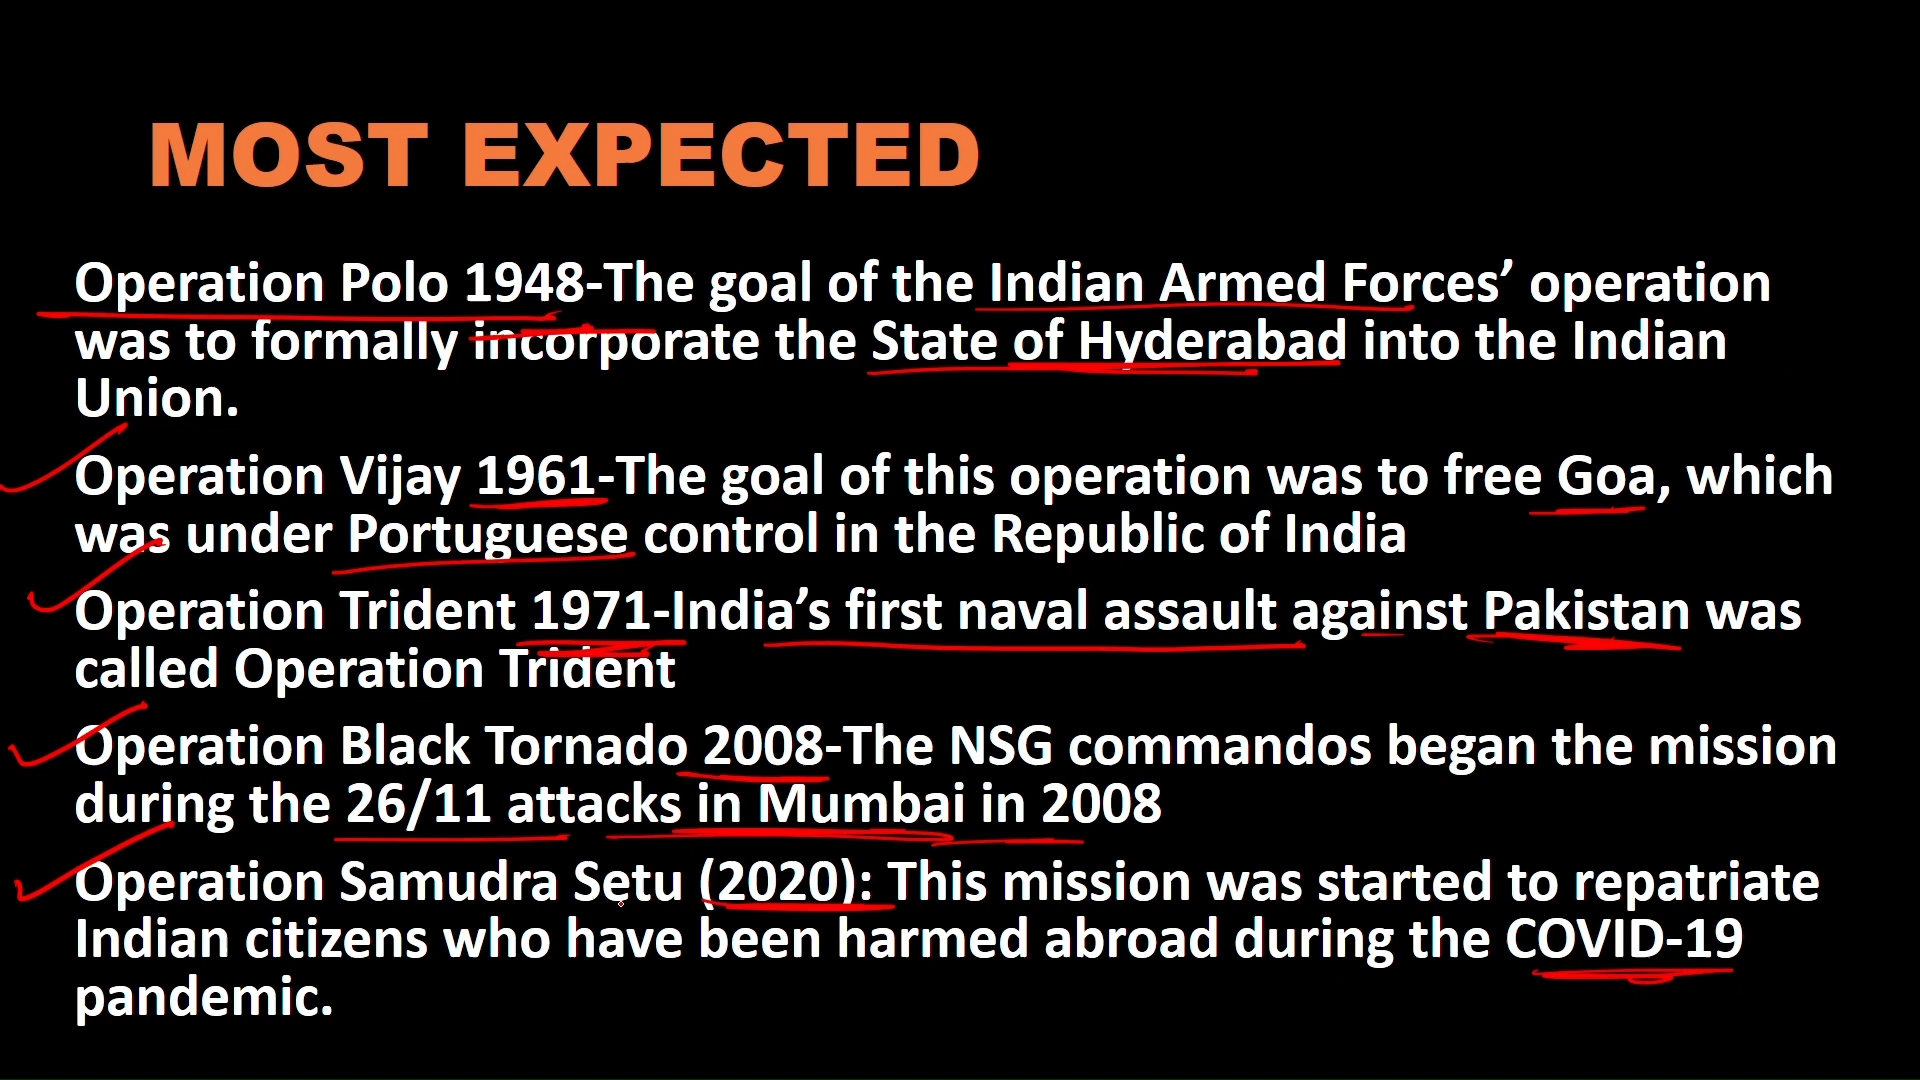 MOST EXPECTED
Operation Polo 1948-The goal of the Indian Armed Forces’ operation
was to formally incorporate the State of Hyderabad into the Indian
Union.
Operation Vijay 1961-The goal of this operation was to free Goa, which
was under Portuguese control in the Republic of India
Operation Trident 1971-India’s first naval assault against Pakistan was
called Operation Trident
Operation Black Tornado 2008-The NSG commandos began the mission
during the 26/11 attacks in Mumbai in 2008
Operation Samudra Setu (2020): This mission was started to repatriate
Indian citizens who have been harmed abroad during the COVID-19
pandemic.